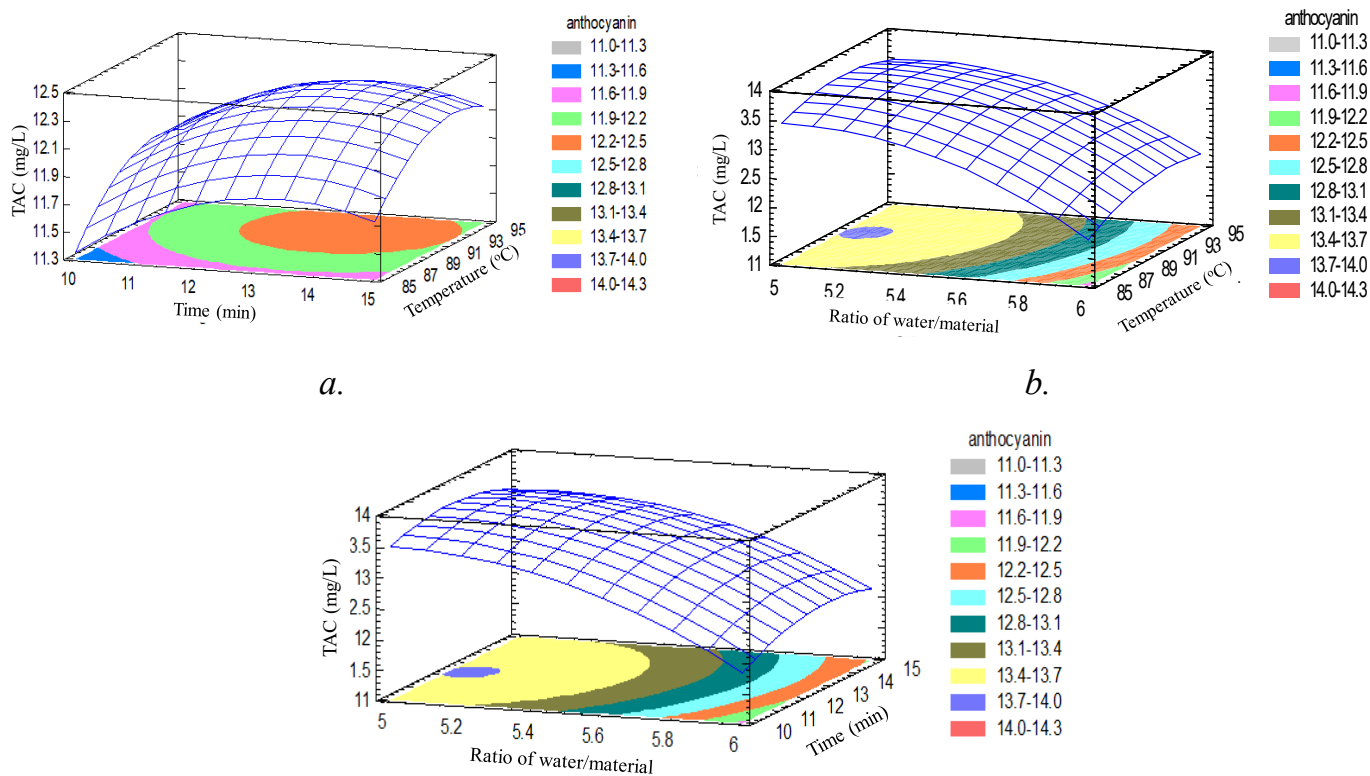 anthocyanin
11.0-11.3
11.3-11.6
11.6-11.9
11.9-12.2
12.2-12.5
12.5-12.8
12.8-13.1
13.1-13.4
13.4-13.7
13.7-14.0
14.0-14.3
12.5
12.3
12.1
11.9
11.7
11.5
11.3
TAC (mg/L)
10 11 12 13 14 15
Time (min)
85 87 89 91 93 95
Temperature (ºC)
a.
anthocyanin
11.0-11.3
11.3-11.6
11.6-11.9
11.9-12.2
12.2-12.5
12.5-12.8
12.8-13.1
13.1-13.4
13.4-13.7
13.7-14.0
14.0-14.3
14
3.5
13
2.5
12
1.5
11
TAC (mg/L)
5 5.2 5.4 5.6 5.8 6
Ratio of water/material
85 87 89 91 93 95
Temperature (ºC)
b.
anthocyanin
11.0-11.3
11.3-11.6
11.6-11.9
11.9-12.2
12.2-12.5
12.5-12.8
12.8-13.1
13.1-13.4
13.4-13.7
13.7-14.0
14.0-14.3
14
3.5
13
2.5
12
1.5
11
TAC (mg/L)
5 5.2 5.4 5.6 5.8 6
Ratio of water/material
10 11 12 13 14 15
Time (min)